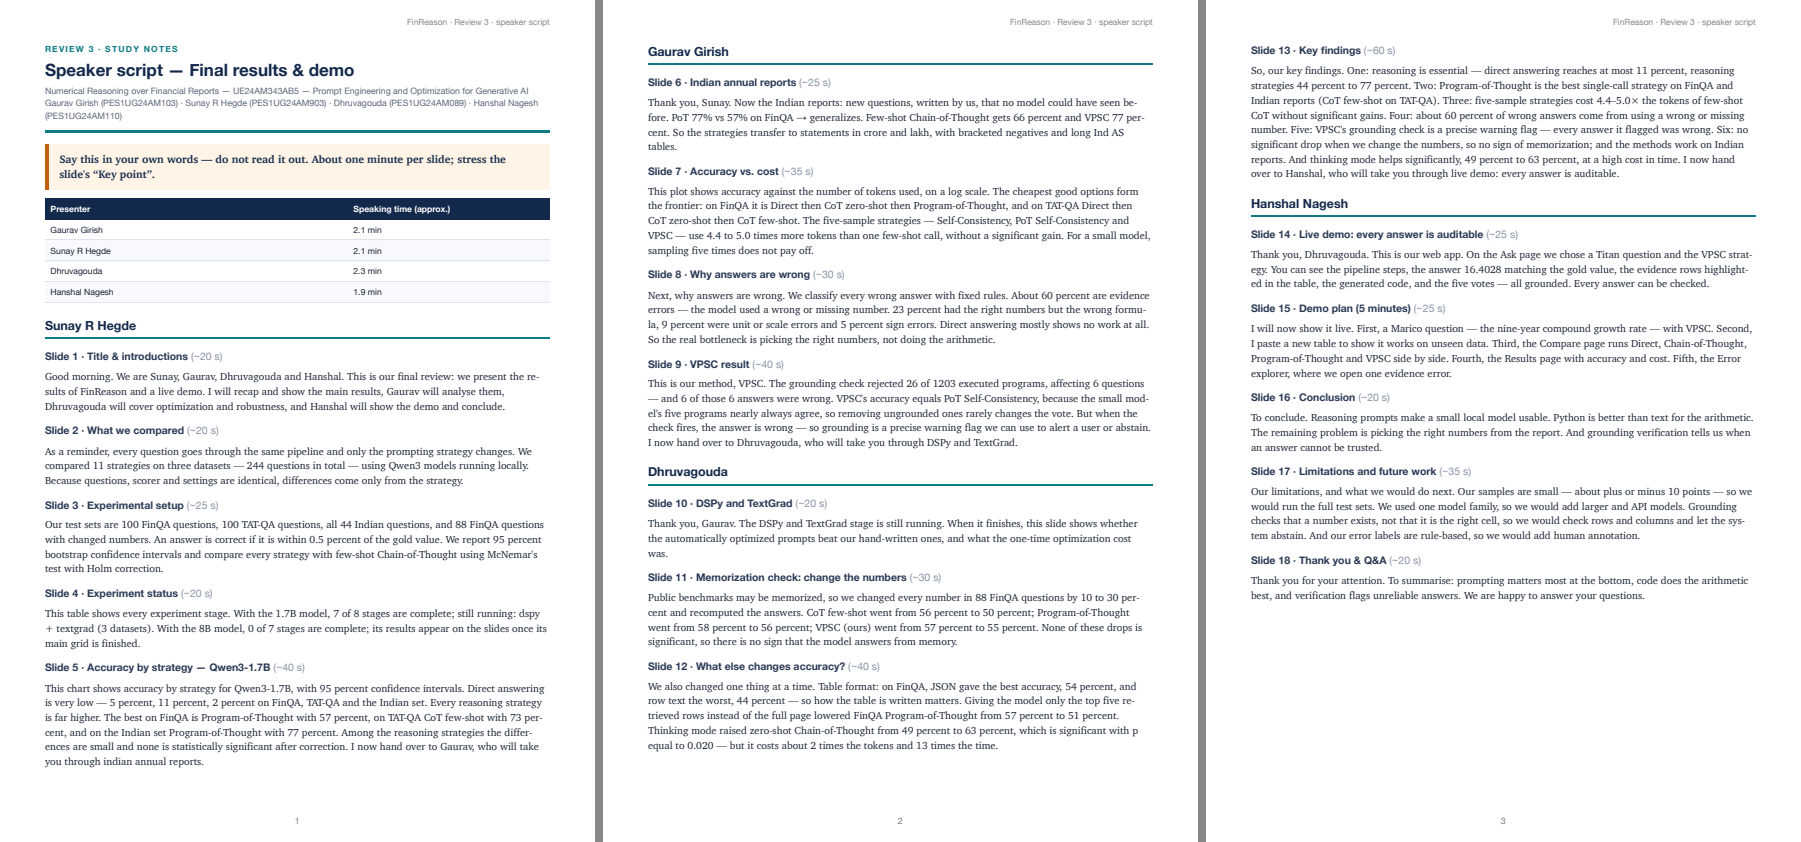 FinReason · Review 3 · speaker script
REVIEW 3 · STUDY NOTES
Speaker script — Final results & demo
Numerical Reasoning over Financial Reports — UE24AM343AB5 — Prompt Engineering and Optimization for Generative AI
Gaurav Girish (PES1UG24AM103) · Sunay R Hegde (PES1UG24AM903) · Dhruvagouda (PES1UG24AM089) · Hanshal Nagesh
(PES1UG24AM110)
Say this in your own words — do not read it out. About one minute per slide; stress the
slide's “Key point”.
Presenter Speaking time (approx.)
Gaurav Girish 2.1 min
Sunay R Hegde 2.1 min
Dhruvagouda 2.3 min
Hanshal Nagesh 1.9 min
Sunay R Hegde
Slide 1 · Title & introductions (~20 s)
Good morning. We are Sunay, Gaurav, Dhruvagouda and Hanshal. This is our final review: we present the re-
sults of FinReason and a live demo. I will recap and show the main results, Gaurav will analyse them,
Dhruvagouda will cover optimization and robustness, and Hanshal will show the demo and conclude.
Slide 2 · What we compared (~20 s)
As a reminder, every question goes through the same pipeline and only the prompting strategy changes. We
compared 11 strategies on three datasets — 244 questions in total — using Qwen3 models running locally.
Because questions, scorer and settings are identical, differences come only from the strategy.
Slide 3 · Experimental setup (~25 s)
Our test sets are 100 FinQA questions, 100 TAT-QA questions, all 44 Indian questions, and 88 FinQA questions
with changed numbers. An answer is correct if it is within 0.5 percent of the gold value. We report 95 percent
bootstrap confidence intervals and compare every strategy with few-shot Chain-of-Thought using McNemar's
test with Holm correction.
Slide 4 · Experiment status (~20 s)
This table shows every experiment stage. With the 1.7B model, 7 of 8 stages are complete; still running: dspy
+ textgrad (3 datasets). With the 8B model, 0 of 7 stages are complete; its results appear on the slides once its
main grid is finished.
Slide 5 · Accuracy by strategy — Qwen3-1.7B (~40 s)
This chart shows accuracy by strategy for Qwen3-1.7B, with 95 percent confidence intervals. Direct answering
is very low — 5 percent, 11 percent, 2 percent on FinQA, TAT-QA and the Indian set. Every reasoning strategy
is far higher. The best on FinQA is Program-of-Thought with 57 percent, on TAT-QA CoT few-shot with 73 per-
cent, and on the Indian set Program-of-Thought with 77 percent. Among the reasoning strategies the differ-
ences are small and none is statistically significant after correction. I now hand over to Gaurav, who will take
you through indian annual reports.
1
FinReason · Review 3 · speaker script
Gaurav Girish
Slide 6 · Indian annual reports (~25 s)
Thank you, Sunay. Now the Indian reports: new questions, written by us, that no model could have seen be-
fore. PoT 77% vs 57% on FinQA → generalizes. Few-shot Chain-of-Thought gets 66 percent and VPSC 77 per-
cent. So the strategies transfer to statements in crore and lakh, with bracketed negatives and long Ind AS
tables.
Slide 7 · Accuracy vs. cost (~35 s)
This plot shows accuracy against the number of tokens used, on a log scale. The cheapest good options form
the frontier: on FinQA it is Direct then CoT zero-shot then Program-of-Thought, and on TAT-QA Direct then
CoT zero-shot then CoT few-shot. The five-sample strategies — Self-Consistency, PoT Self-Consistency and
VPSC — use 4.4 to 5.0 times more tokens than one few-shot call, without a significant gain. For a small model,
sampling five times does not pay off.
Slide 8 · Why answers are wrong (~30 s)
Next, why answers are wrong. We classify every wrong answer with fixed rules. About 60 percent are evidence
errors — the model used a wrong or missing number. 23 percent had the right numbers but the wrong formu-
la, 9 percent were unit or scale errors and 5 percent sign errors. Direct answering mostly shows no work at all.
So the real bottleneck is picking the right numbers, not doing the arithmetic.
Slide 9 · VPSC result (~40 s)
This is our method, VPSC. The grounding check rejected 26 of 1203 executed programs, affecting 6 questions
— and 6 of those 6 answers were wrong. VPSC's accuracy equals PoT Self-Consistency, because the small mod-
el's five programs nearly always agree, so removing ungrounded ones rarely changes the vote. But when the
check fires, the answer is wrong — so grounding is a precise warning flag we can use to alert a user or abstain.
I now hand over to Dhruvagouda, who will take you through DSPy and TextGrad.
Dhruvagouda
Slide 10 · DSPy and TextGrad (~20 s)
Thank you, Gaurav. The DSPy and TextGrad stage is still running. When it finishes, this slide shows whether
the automatically optimized prompts beat our hand-written ones, and what the one-time optimization cost
was.
Slide 11 · Memorization check: change the numbers (~30 s)
Public benchmarks may be memorized, so we changed every number in 88 FinQA questions by 10 to 30 per-
cent and recomputed the answers. CoT few-shot went from 56 percent to 50 percent; Program-of-Thought
went from 58 percent to 56 percent; VPSC (ours) went from 57 percent to 55 percent. None of these drops is
significant, so there is no sign that the model answers from memory.
Slide 12 · What else changes accuracy? (~40 s)
We also changed one thing at a time. Table format: on FinQA, JSON gave the best accuracy, 54 percent, and
row text the worst, 44 percent — so how the table is written matters. Giving the model only the top five re-
trieved rows instead of the full page lowered FinQA Program-of-Thought from 57 percent to 51 percent.
Thinking mode raised zero-shot Chain-of-Thought from 49 percent to 63 percent, which is significant with p
equal to 0.020 — but it costs about 2 times the tokens and 13 times the time.
2
FinReason · Review 3 · speaker script
Slide 13 · Key findings (~60 s)
So, our key findings. One: reasoning is essential — direct answering reaches at most 11 percent, reasoning
strategies 44 percent to 77 percent. Two: Program-of-Thought is the best single-call strategy on FinQA and
Indian reports (CoT few-shot on TAT-QA). Three: five-sample strategies cost 4.4–5.0× the tokens of few-shot
CoT without significant gains. Four: about 60 percent of wrong answers come from using a wrong or missing
number. Five: VPSC's grounding check is a precise warning flag — every answer it flagged was wrong. Six: no
significant drop when we change the numbers, so no sign of memorization; and the methods work on Indian
reports. And thinking mode helps significantly, 49 percent to 63 percent, at a high cost in time. I now hand
over to Hanshal, who will take you through live demo: every answer is auditable.
Hanshal Nagesh
Slide 14 · Live demo: every answer is auditable (~25 s)
Thank you, Dhruvagouda. This is our web app. On the Ask page we chose a Titan question and the VPSC strat-
egy. You can see the pipeline steps, the answer 16.4028 matching the gold value, the evidence rows highlight-
ed in the table, the generated code, and the five votes — all grounded. Every answer can be checked.
Slide 15 · Demo plan (5 minutes) (~25 s)
I will now show it live. First, a Marico question — the nine-year compound growth rate — with VPSC. Second,
I paste a new table to show it works on unseen data. Third, the Compare page runs Direct, Chain-of-Thought,
Program-of-Thought and VPSC side by side. Fourth, the Results page with accuracy and cost. Fifth, the Error
explorer, where we open one evidence error.
Slide 16 · Conclusion (~20 s)
To conclude. Reasoning prompts make a small local model usable. Python is better than text for the arithmetic.
The remaining problem is picking the right numbers from the report. And grounding verification tells us when
an answer cannot be trusted.
Slide 17 · Limitations and future work (~35 s)
Our limitations, and what we would do next. Our samples are small — about plus or minus 10 points — so we
would run the full test sets. We used one model family, so we would add larger and API models. Grounding
checks that a number exists, not that it is the right cell, so we would check rows and columns and let the sys-
tem abstain. And our error labels are rule-based, so we would add human annotation.
Slide 18 · Thank you & Q&A (~20 s)
Thank you for your attention. To summarise: prompting matters most at the bottom, code does the arithmetic
best, and verification flags unreliable answers. We are happy to answer your questions.
3